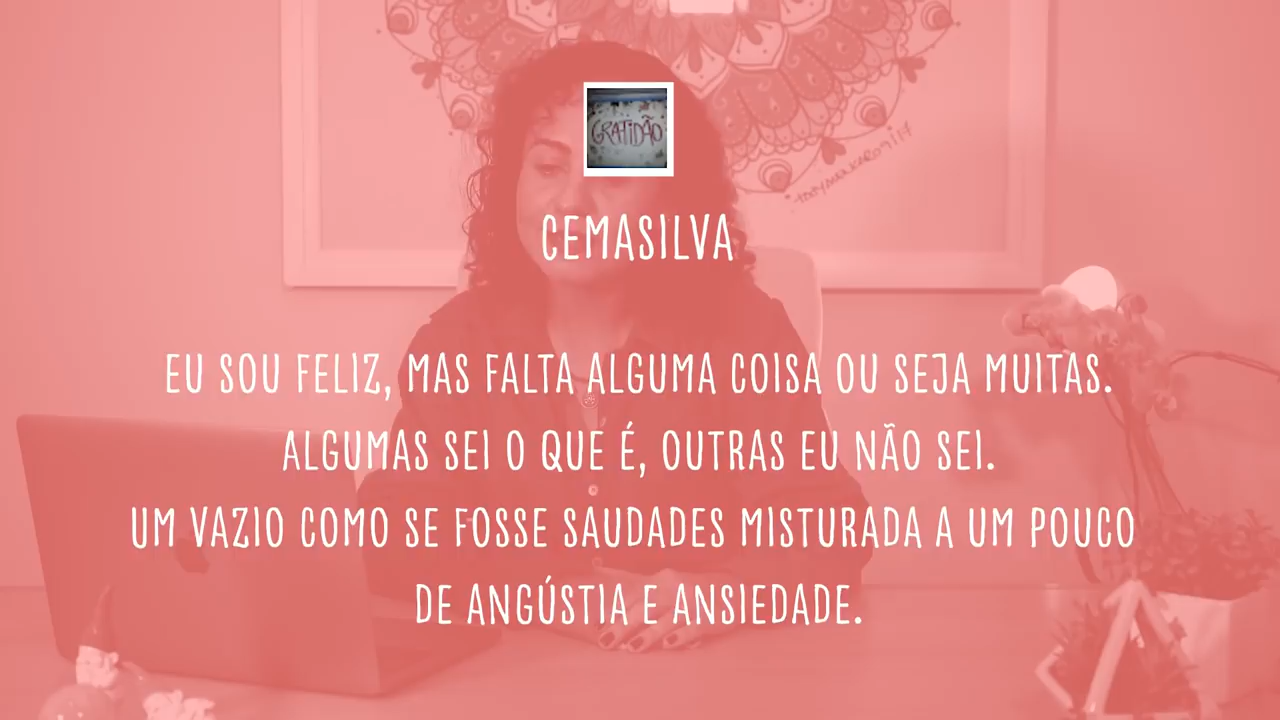 GRATIDÃO
CEMASILVA
EU SOU FELIZ, MAS FALTA ALGUMA COISA OU SEJA MUITAS.
ALGUMAS SEI O QUE É, OUTRAS EU NÃO SEI.
UM VAZIO COMO SE FOSSE SAUDADES MISTURADA A UM POUCO
DE ANGÚSTIA E ANSIEDADE.